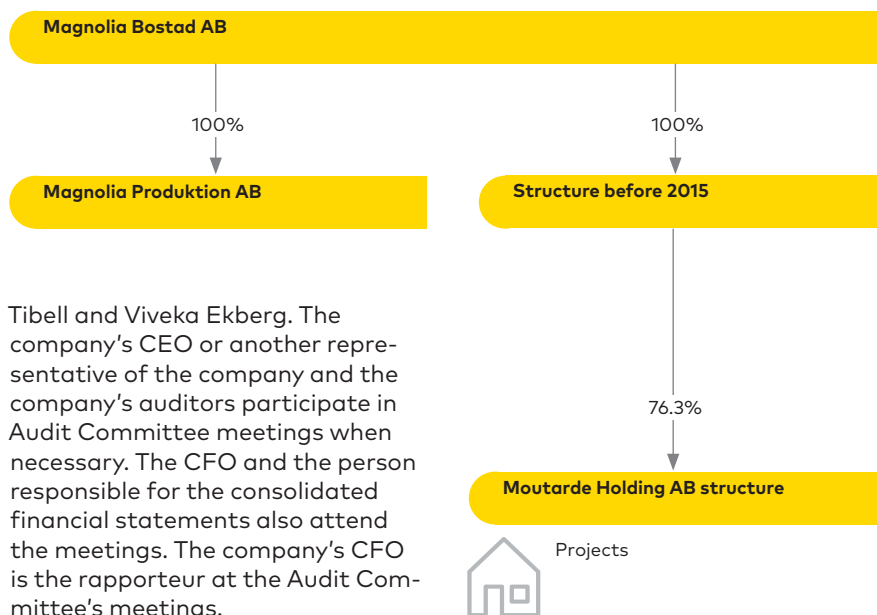 Magnolia Bostad AB
100%
100%
Magnolia Produktion AB
Structure before 2015
Tibell and Viveka Ekberg. The
company's CEO or another repre-
sentative of the company and the
company's auditors participate in
Audit Committee meetings when
necessary. The CFO and the person
responsible for the consolidated
financial statements also attend
the meetings. The company's CFO
is the rapporteur at the Audit Com-
mittee's meetings.
76.3%
Moutarde Holding AB structure
Projects